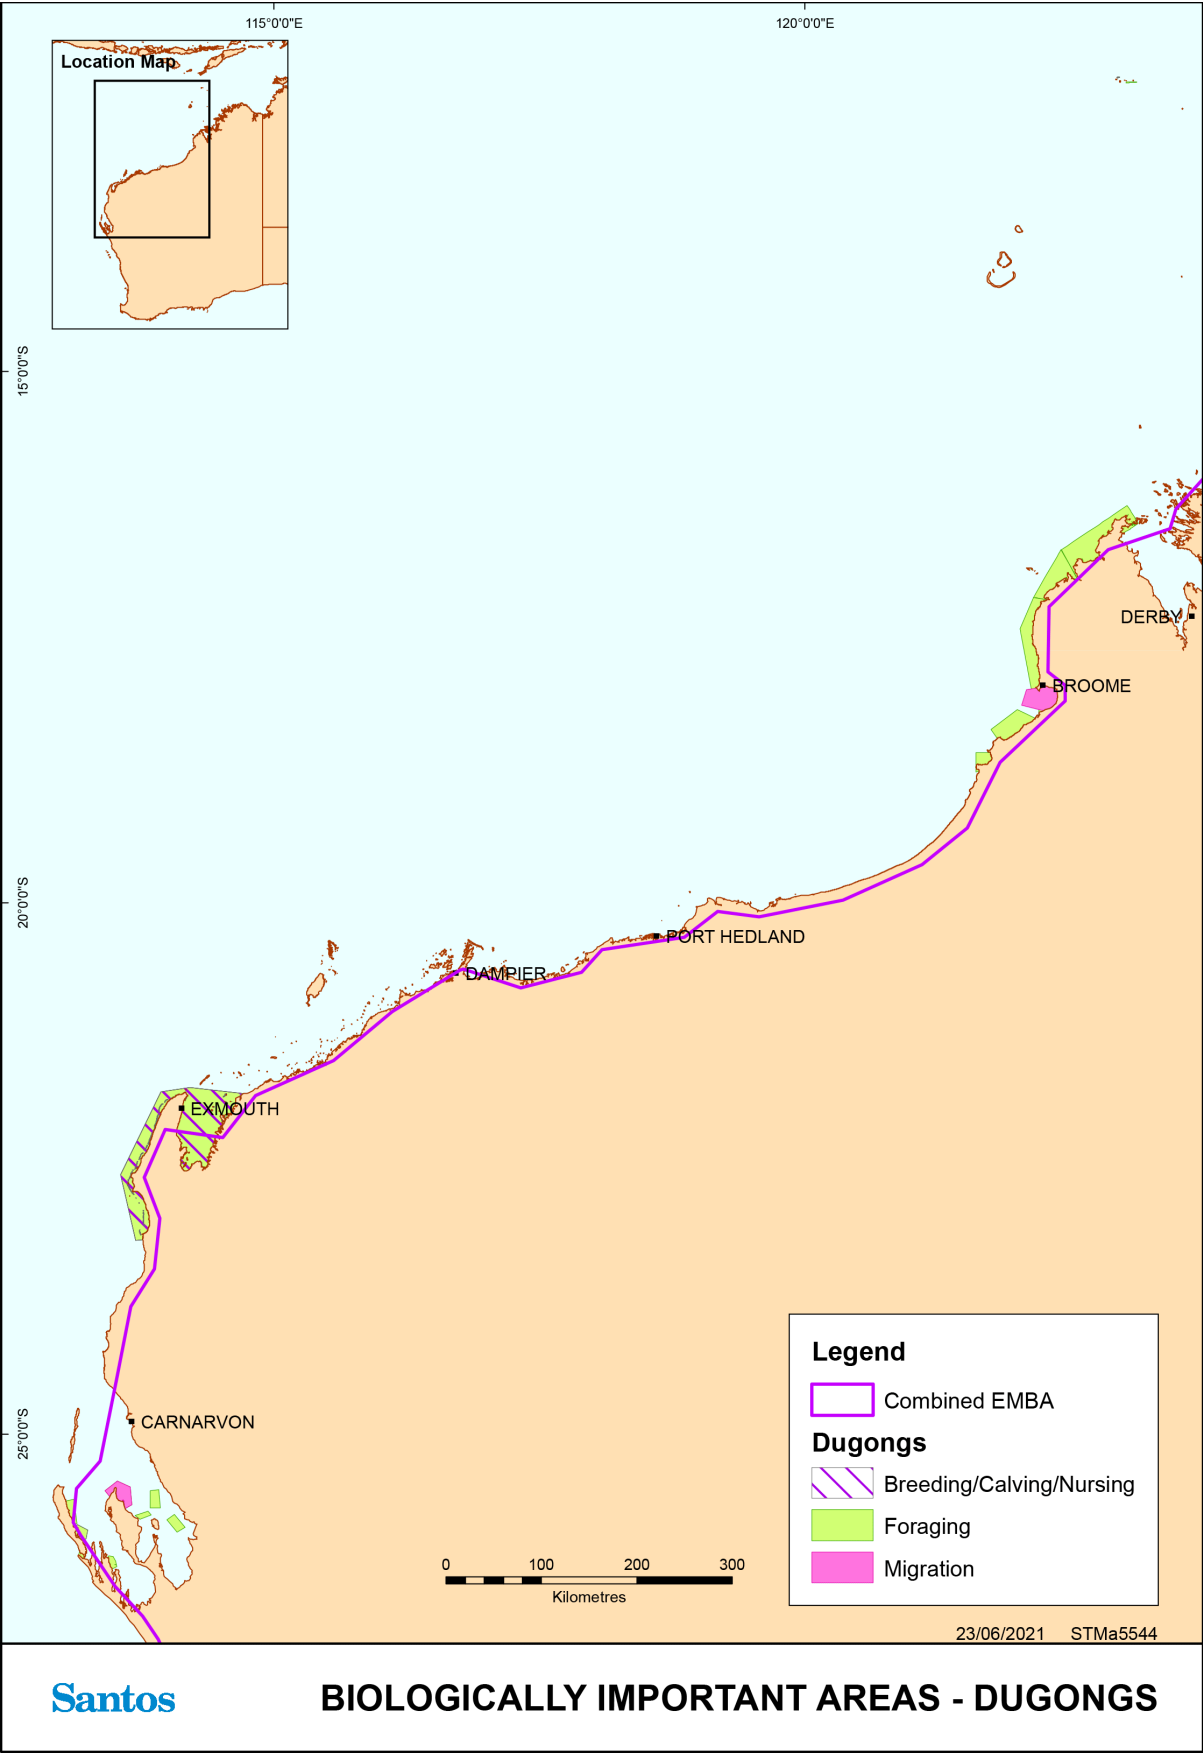 115°0'0"E
120°0'0"E
Location Map
15°0'0"S
DERBY
BROOME
20°0'0"S
PORT HEDLAND
DAMPIER
EXMOUTH
Legend
Combined EMBA
CARNARVON
25°0'0"S
Dugongs
Breeding/Calving/Nursing
Foraging
Migration
0 100 200 300
Kilometres
23/06/2021 STMa5544
Santos
BIOLOGICALLY IMPORTANT AREAS - DUGONGS